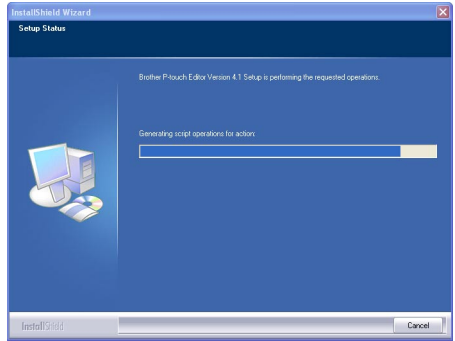 InstallShield Wizard
Setup Status
Brother P-touch Editor Version 4.1 Setup is performing the requested operations.
Generating script operations for action:
InstallShield
Cancel